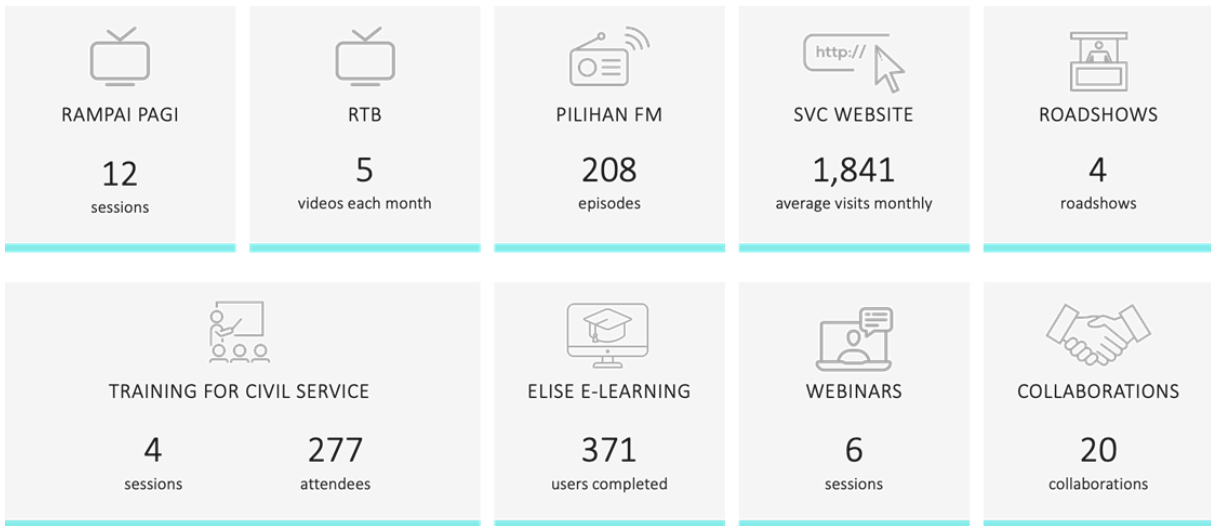 RAMPAI PAGI
12
sessions
RTB
5
videos each month
PILIHAN FM
208
episodes
http://
SVC WEBSITE
1,841
average visits monthly
ROADSHOWS
4
roadshows
TRAINING FOR CIVIL SERVICE
4
sessions
277
attendees
ELISE E-LEARNING
371
users completed
WEBINARS
6
sessions
COLLABORATIONS
20
collaborations